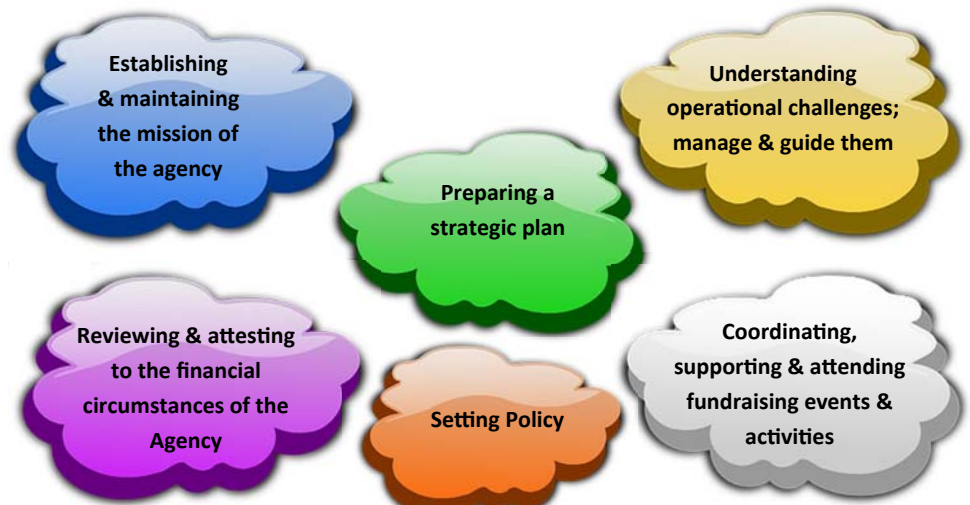 Establishing
& maintaining
the mission of
the agency
Understanding
operational challenges;
manage & guide them
Preparing a
strategic plan
Reviewing & attesting
to the financial
circumstances of the
Agency
Setting Policy
Coordinating,
supporting & attending
fundraising events &
activities